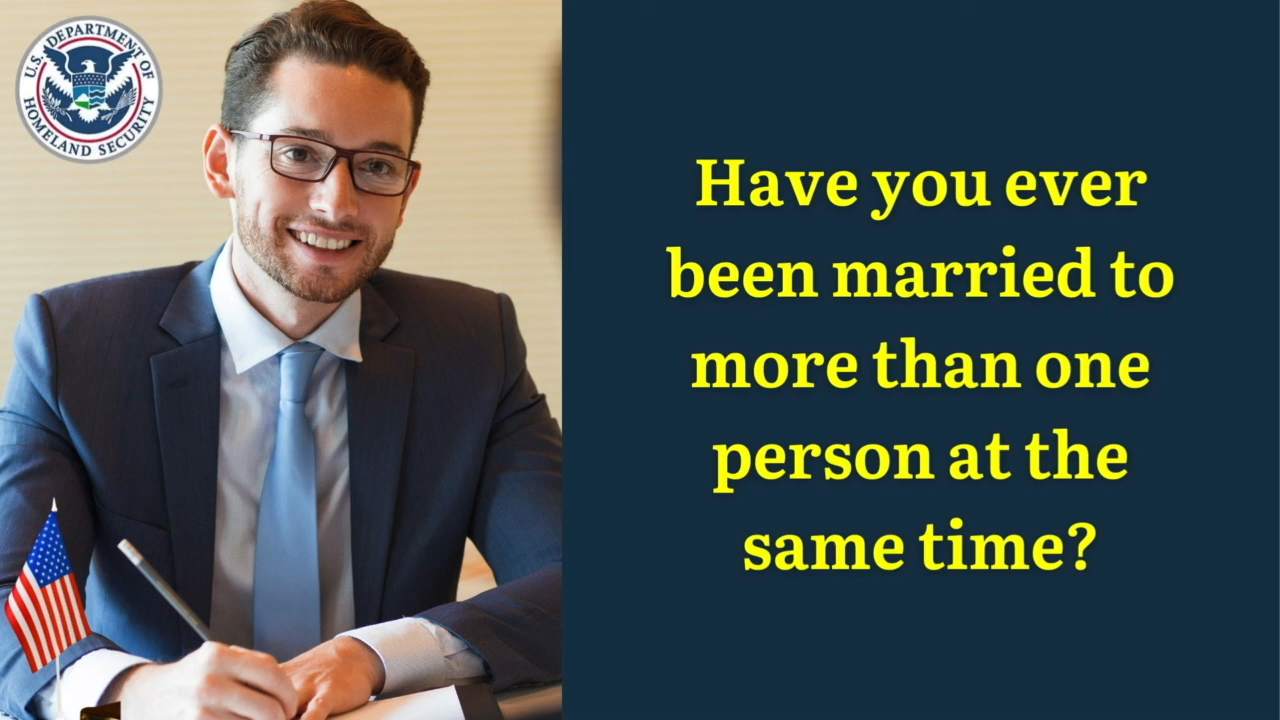 U.S. DEPARTMENT OF
HOMELAND SECURITY
Have you ever
been married to
more than one
person at the
same time?